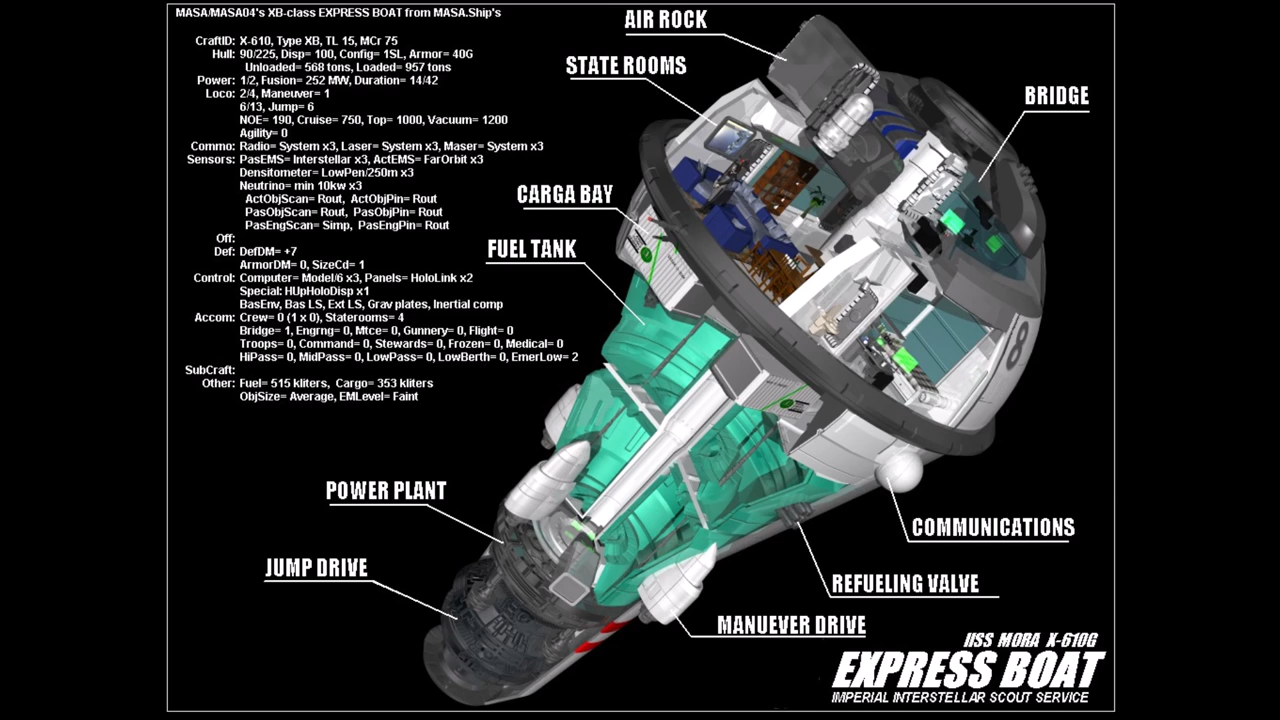 MASA/MASA04's XB-class EXPRESS BOAT from MASA.Ship's
CraftID: X-610, Type XB, TL 15, MCr 75
Hull: 90/225, Disp= 100, Config= 1SL, Armor= 40G
Unloaded= 568 tons, Loaded= 957 tons
Power: 1/2, Fusion= 252 MW, Duration= 14/42
Loco: 2/4, Maneuver= 1
6/13, Jump= 6
NOE= 190, Cruise= 750, Top= 1000, Vacuum= 1200
Agility= 0
Commo: Radio= System x3, Laser= System x3, Maser= System x3
Sensors: PasEMS= Interstellar x3, ActEMS= FarOrbit x3
Densitometer= LowPen/250m x3
Neutrino= min 10kw x3
ActObjScan= Rout, ActObjPin= Rout
PasObjScan= Rout, PasObjPin= Rout
PasEngScan= Simp, PasEngPin= Rout
Off:
Def: DefDM= +7
ArmorDM= 0, SizeCd= 1
Control: Computer= Model/6 x3, Panels= HoloLink x2
Special: HUpHoloDisp x1
BasEnv, Bas LS, Ext LS, Grav plates, Inertial comp
Accom: Crew= 0 (1 x 0), Staterooms= 4
Bridge= 1, Engrng= 0, Mtce= 0, Gunnery= 0, Flight= 0
Troops= 0, Command= 0, Stewards= 0, Frozen= 0, Medical= 0
HiPass= 0, MidPass= 0, LowPass= 0, LowBerth= 0, EmerLow= 2
SubCraft:
Other: Fuel= 515 kliters, Cargo= 353 kliters
ObjSize= Average, EMLevel= Faint
AIR ROCK
STATE ROOMS
BRIDGE
CARGA BAY
FUEL TANK
8
POWER PLANT
JUMP DRIVE
COMMUNICATIONS
REFUELING VALVE
MANUEVER DRIVE
IISS MORA X-610G
EXPRESS BOAT
IMPERIAL INTERSTELLAR SCOUT SERVICE